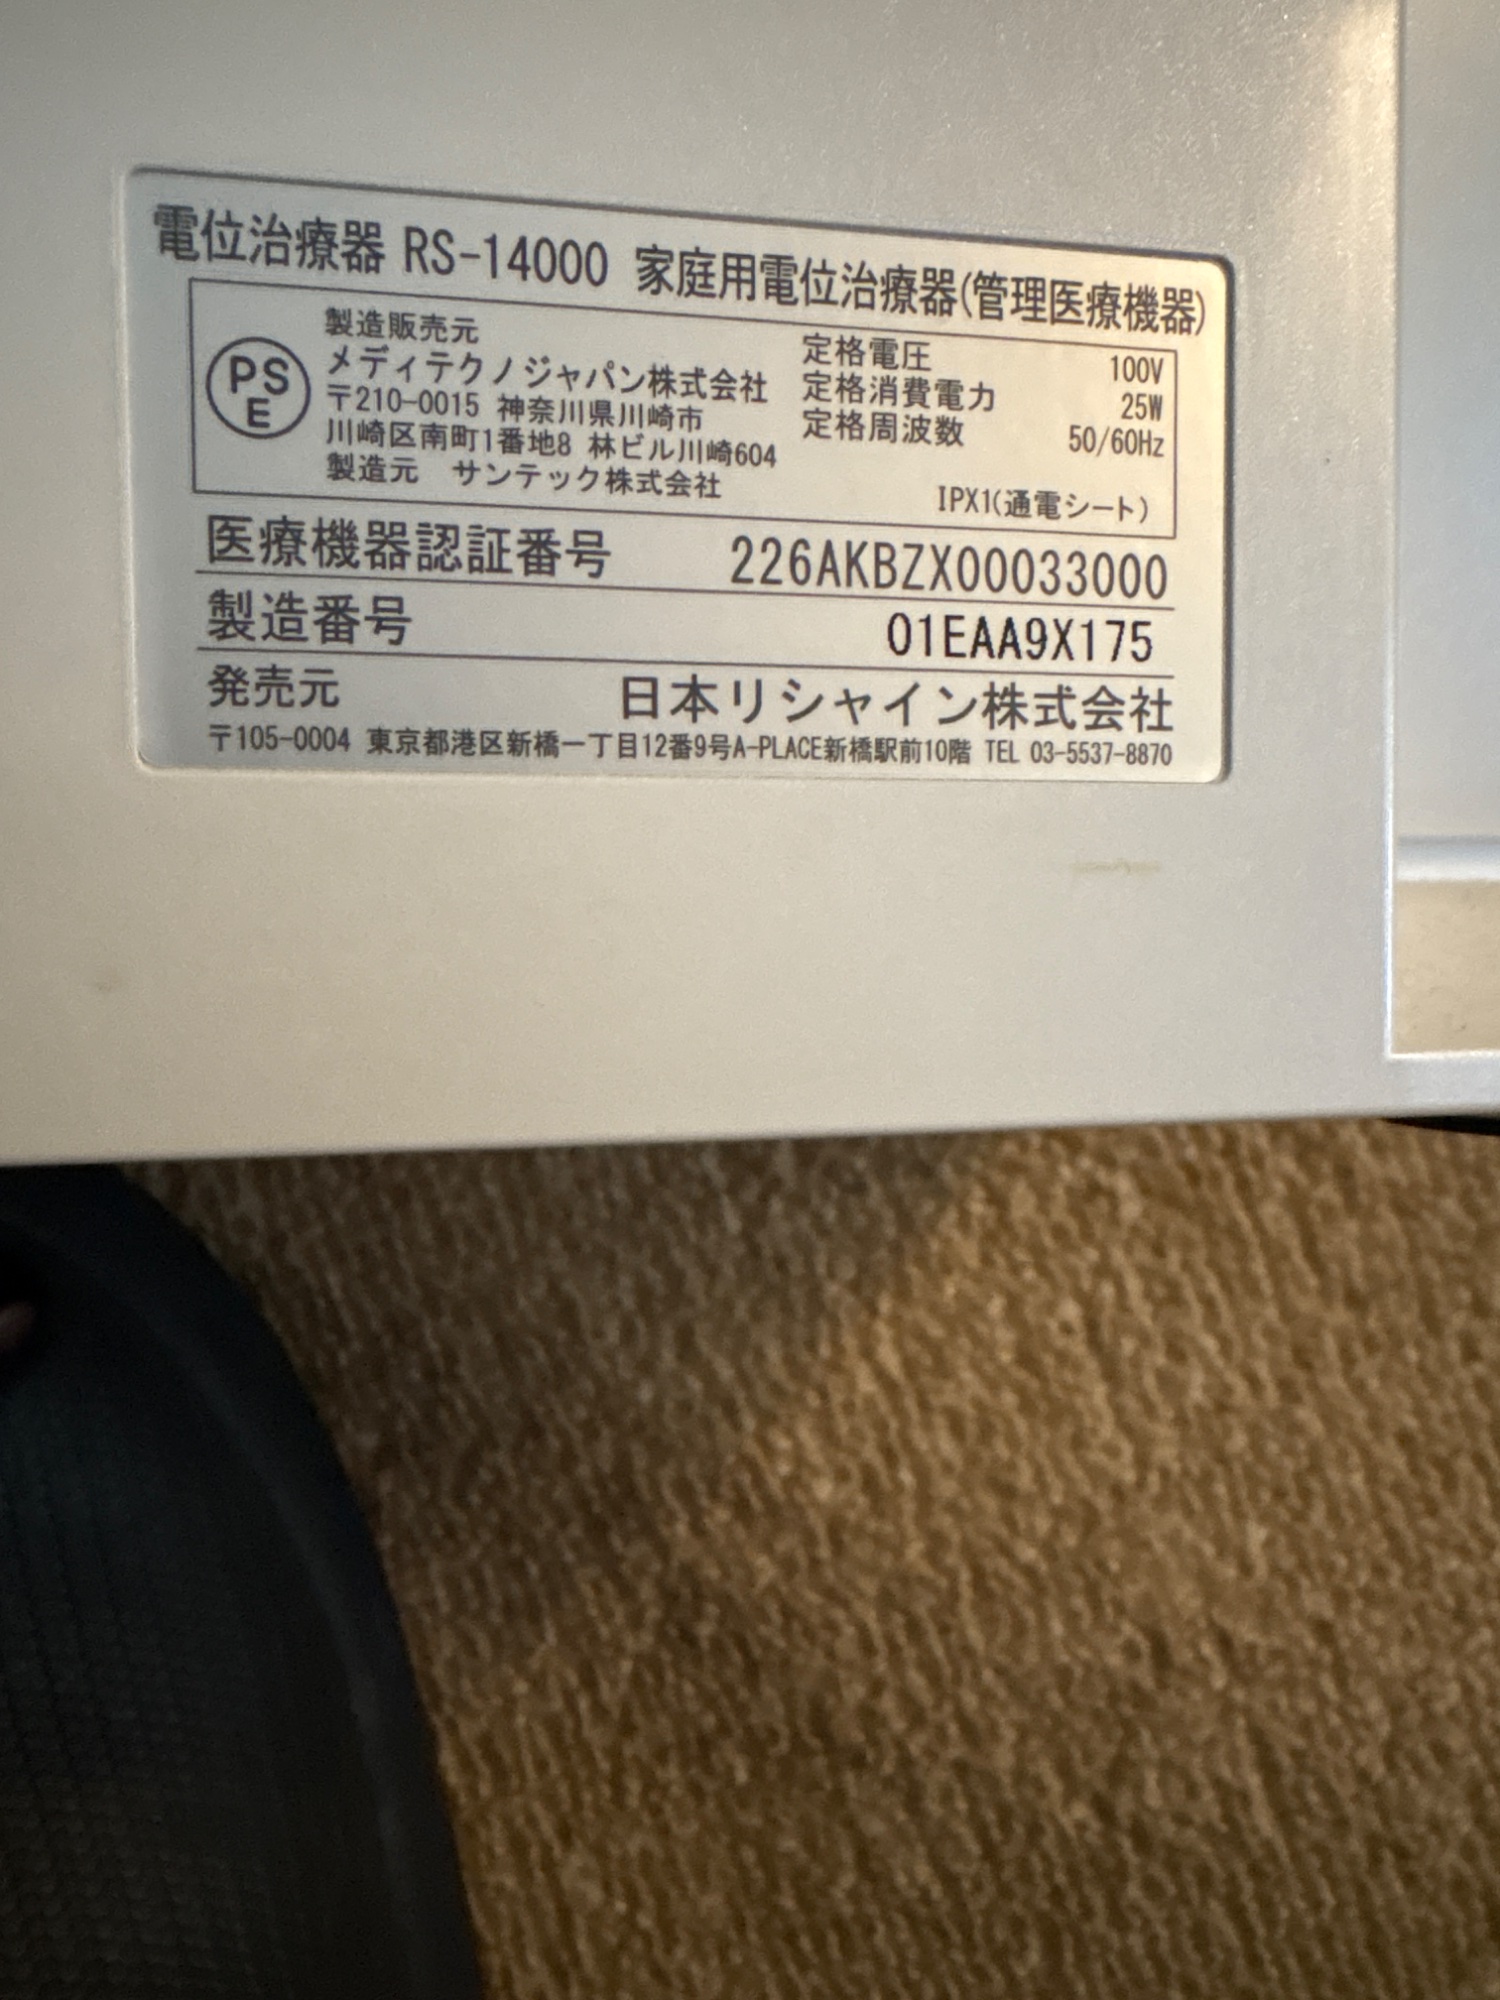 電位治療器 RS-14000 家庭用電位治療器(管理医療機器)
PS
E
製造販売元
メディテクノジャパン株式会社
〒210-0015 神奈川県川崎市
川崎区南町1番地8 林ビル川崎604
製造元 サンテック株式会社
定格電圧 100V
定格消費電力 25W
定格周波数 50/60Hz
IPX1(通電シート)
医療機器認証番号 226AKBZX00033000
製造番号 01EAA9X175
発売元 日本リシャイン株式会社
〒105-0004 東京都港区新橋一丁目12番9号A-PLACE新橋駅前10階 TEL 03-5537-8870